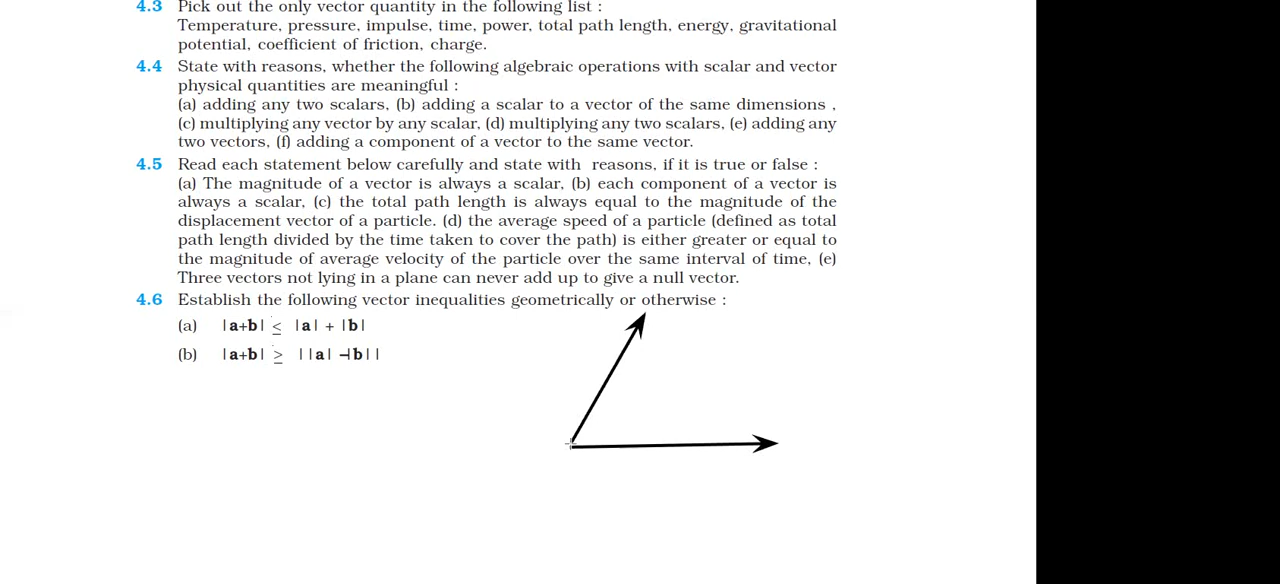 4.3 Pick out the only vector quantity in the following list :
Temperature, pressure, impulse, time, power, total path length, energy, gravitational
potential, coefficient of friction, charge.
4.4 State with reasons, whether the following algebraic operations with scalar and vector
physical quantities are meaningful :
(a) adding any two scalars, (b) adding a scalar to a vector of the same dimensions ,
(c) multiplying any vector by any scalar, (d) multiplying any two scalars, (e) adding any
two vectors, (f) adding a component of a vector to the same vector.
4.5 Read each statement below carefully and state with reasons, if it is true or false :
(a) The magnitude of a vector is always a scalar, (b) each component of a vector is
always a scalar, (c) the total path length is always equal to the magnitude of the
displacement vector of a particle. (d) the average speed of a particle (defined as total
path length divided by the time taken to cover the path) is either greater or equal to
the magnitude of average velocity of the particle over the same interval of time, (e)
Three vectors not lying in a plane can never add up to give a null vector.
4.6 Establish the following vector inequalities geometrically or otherwise :
(a) |a+b| ≤ |a| + |b|
(b) |a+b| ≥ ||a| −|b||